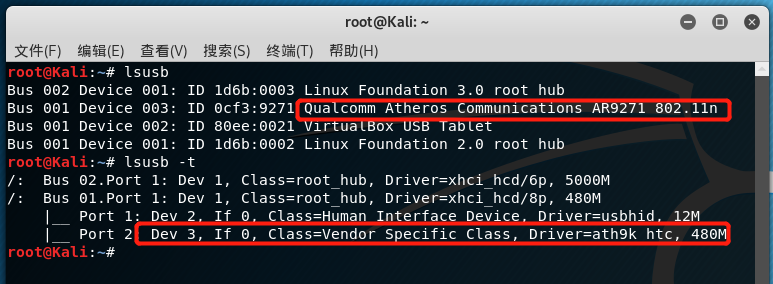 root@Kali: ~
文件(F) 编辑(E) 查看(V) 搜索(S) 终端(T) 帮助(H)
root@Kali:~# lsusb
Bus 002 Device 001: ID 1d6b:0003 Linux Foundation 3.0 root hub
Bus 001 Device 003: ID 0cf3:9271 Qualcomm Atheros Communications AR9271 802.11n
Bus 001 Device 002: ID 80ee:0021 VirtualBox USB Tablet
Bus 001 Device 001: ID 1d6b:0002 Linux Foundation 2.0 root hub
root@Kali:~# lsusb -t
/:  Bus 02.Port 1: Dev 1, Class=root_hub, Driver=xhci_hcd/6p, 5000M
/:  Bus 01.Port 1: Dev 1, Class=root_hub, Driver=xhci_hcd/8p, 480M
    |__ Port 1: Dev 2, If 0, Class=Human Interface Device, Driver=usbhid, 12M
    |__ Port 2: Dev 3, If 0, Class=Vendor Specific Class, Driver=ath9k_htc, 480M
root@Kali:~#